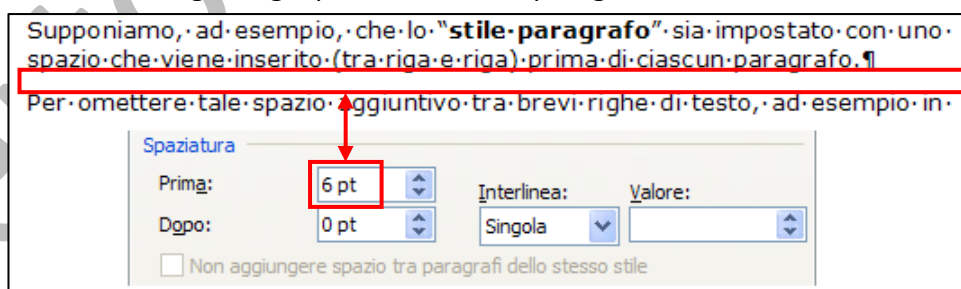 Supponiamo,·ad·esempio,·che·lo·"stile·paragrafo"·sia·impostato·con·uno·
spazio·che·viene·inserito·(tra·riga·e·riga)·prima·di·ciascun·paragrafo.¶
Per·omettere·tale·spazio·aggiuntivo·tra·brevi·righe·di·testo,·ad·esempio·in·
Spaziatura
Prima: 6 pt Interlinea: Valore:
Dopo: 0 pt Singola
Non aggiungere spazio tra paragrafi dello stesso stile